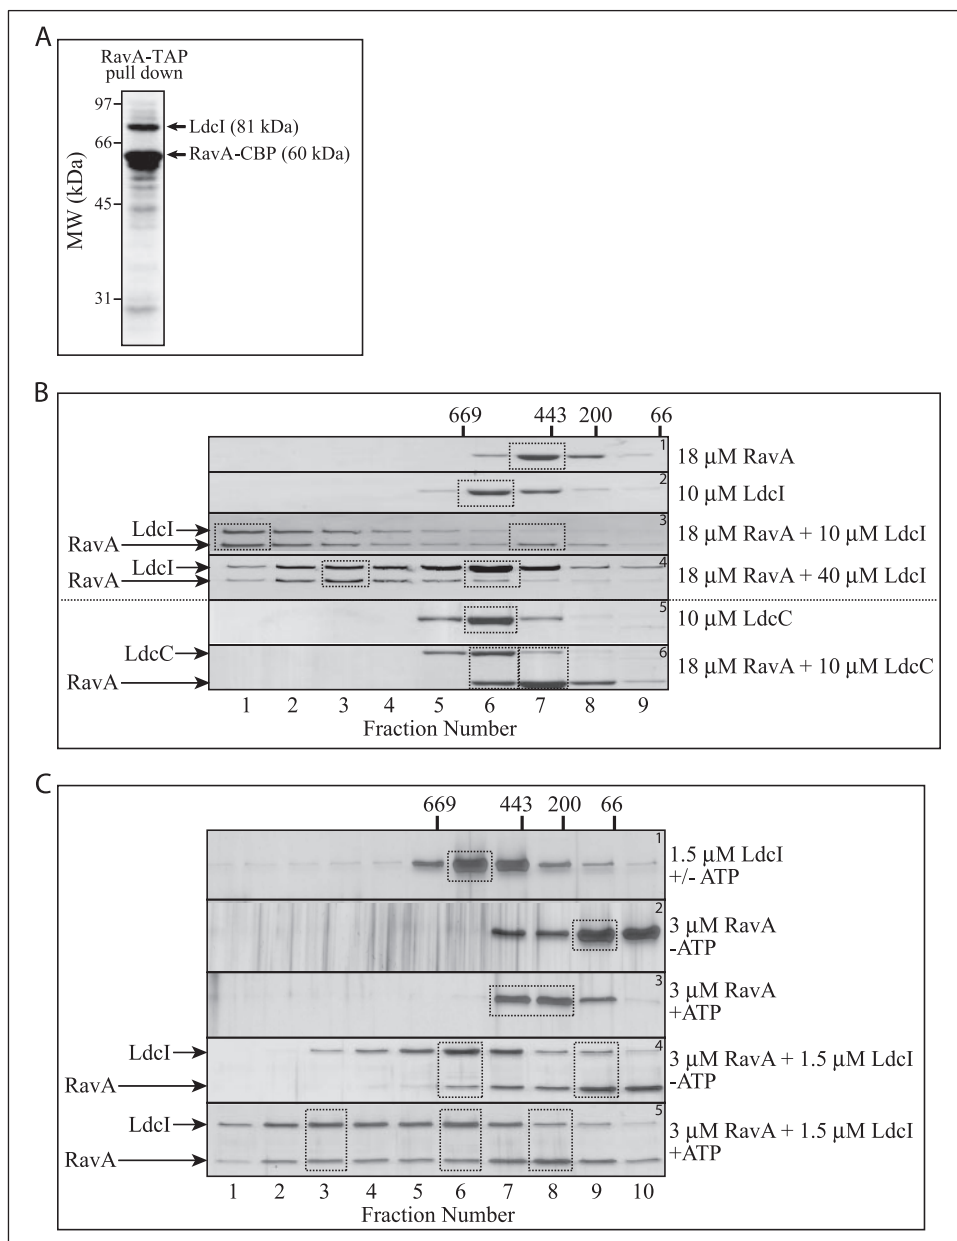 A
RavA-TAP
pull down
97
LdcI (81 kDa)
66
RavA-CBP (60 kDa)
45
MW (kDa)
31
B
669 443 200 66
1
18 µM RavA
2
10 µM LdcI
3
LdcI
RavA
18 µM RavA + 10 µM LdcI
4
LdcI
RavA
18 µM RavA + 40 µM LdcI
5
10 µM LdcC
6
LdcC
RavA
18 µM RavA + 10 µM LdcC
1 2 3 4 5 6 7 8 9
Fraction Number
C
669 443 200 66
1
1.5 µM LdcI
+/- ATP
2
3 µM RavA
-ATP
3
3 µM RavA
+ATP
4
LdcI
RavA
3 µM RavA + 1.5 µM LdcI
-ATP
5
LdcI
RavA
3 µM RavA + 1.5 µM LdcI
+ATP
1 2 3 4 5 6 7 8 9 10
Fraction Number